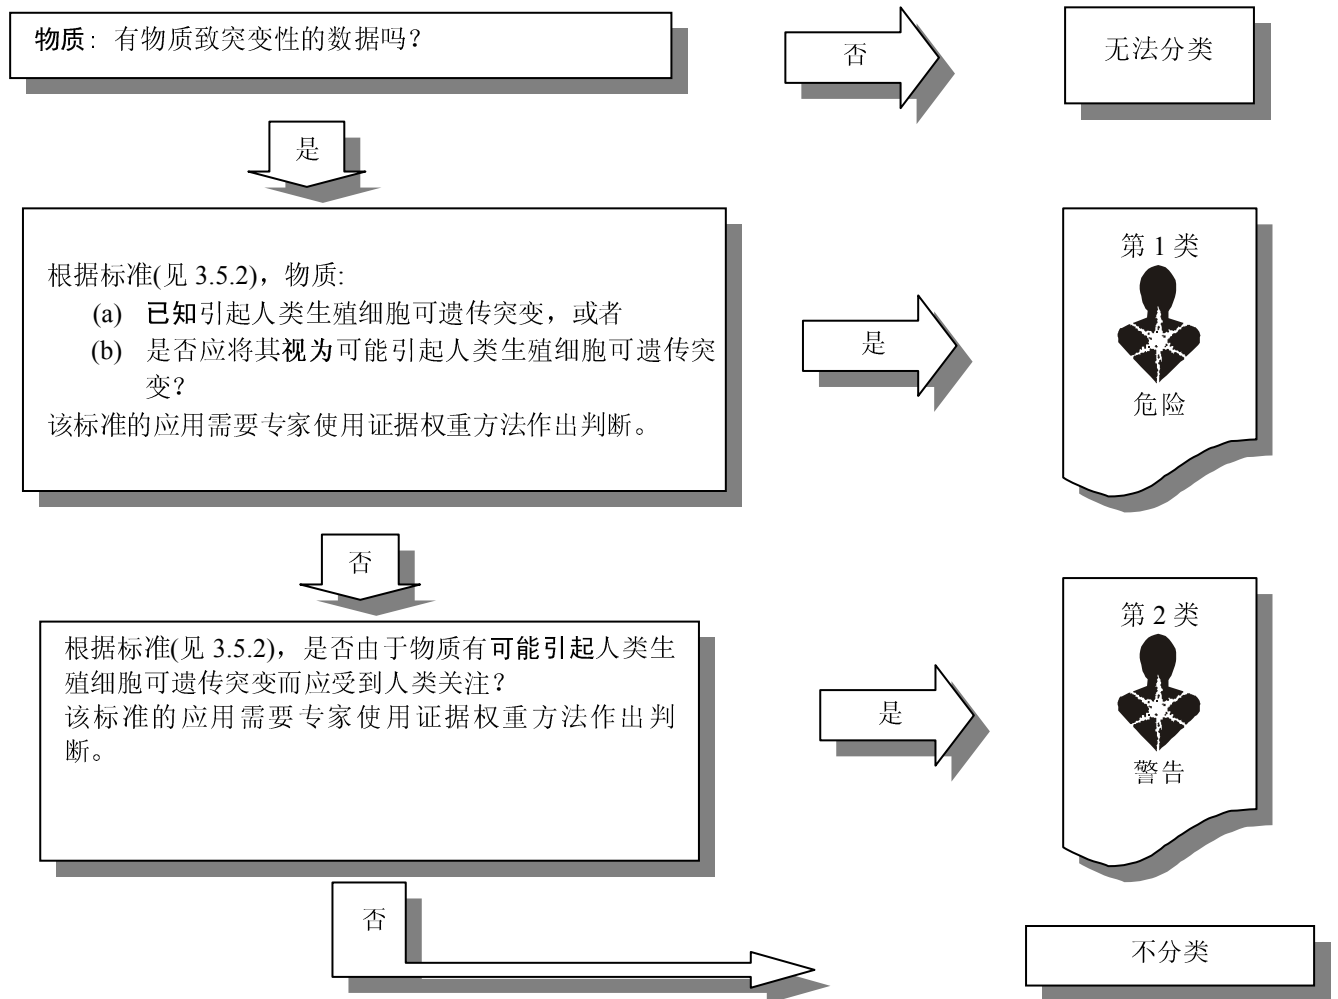 物质: 有物质致突变性的数据吗?
否
无法分类
是
根据标准(见 3.5.2), 物质:
(a) 已知引起人类生殖细胞可遗传突变, 或者
(b) 是否应将其视为可能引起人类生殖细胞可遗传突
变?
该标准的应用需要专家使用证据权重方法作出判断。
是
第 1 类
危险
否
根据标准(见 3.5.2), 是否由于物质有可能引起人类生
殖细胞可遗传突变而应受到人类关注?
该标准的应用需要专家使用证据权重方法作出判
断。
是
第 2 类
警告
否
不分类